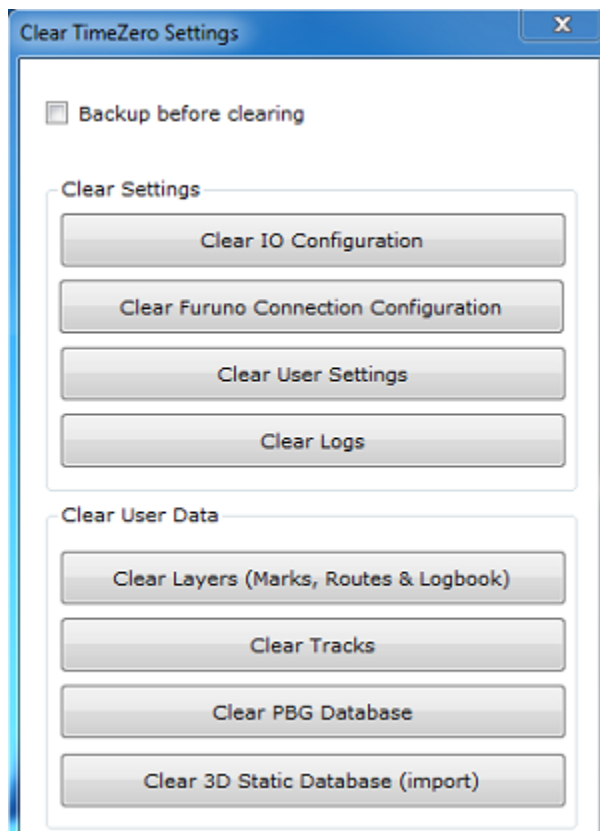 Clear TimeZero Settings
Backup before clearing
Clear Settings
Clear IO Configuration
Clear Furuno Connection Configuration
Clear User Settings
Clear Logs
Clear User Data
Clear Layers (Marks, Routes & Logbook)
Clear Tracks
Clear PBG Database
Clear 3D Static Database (import)